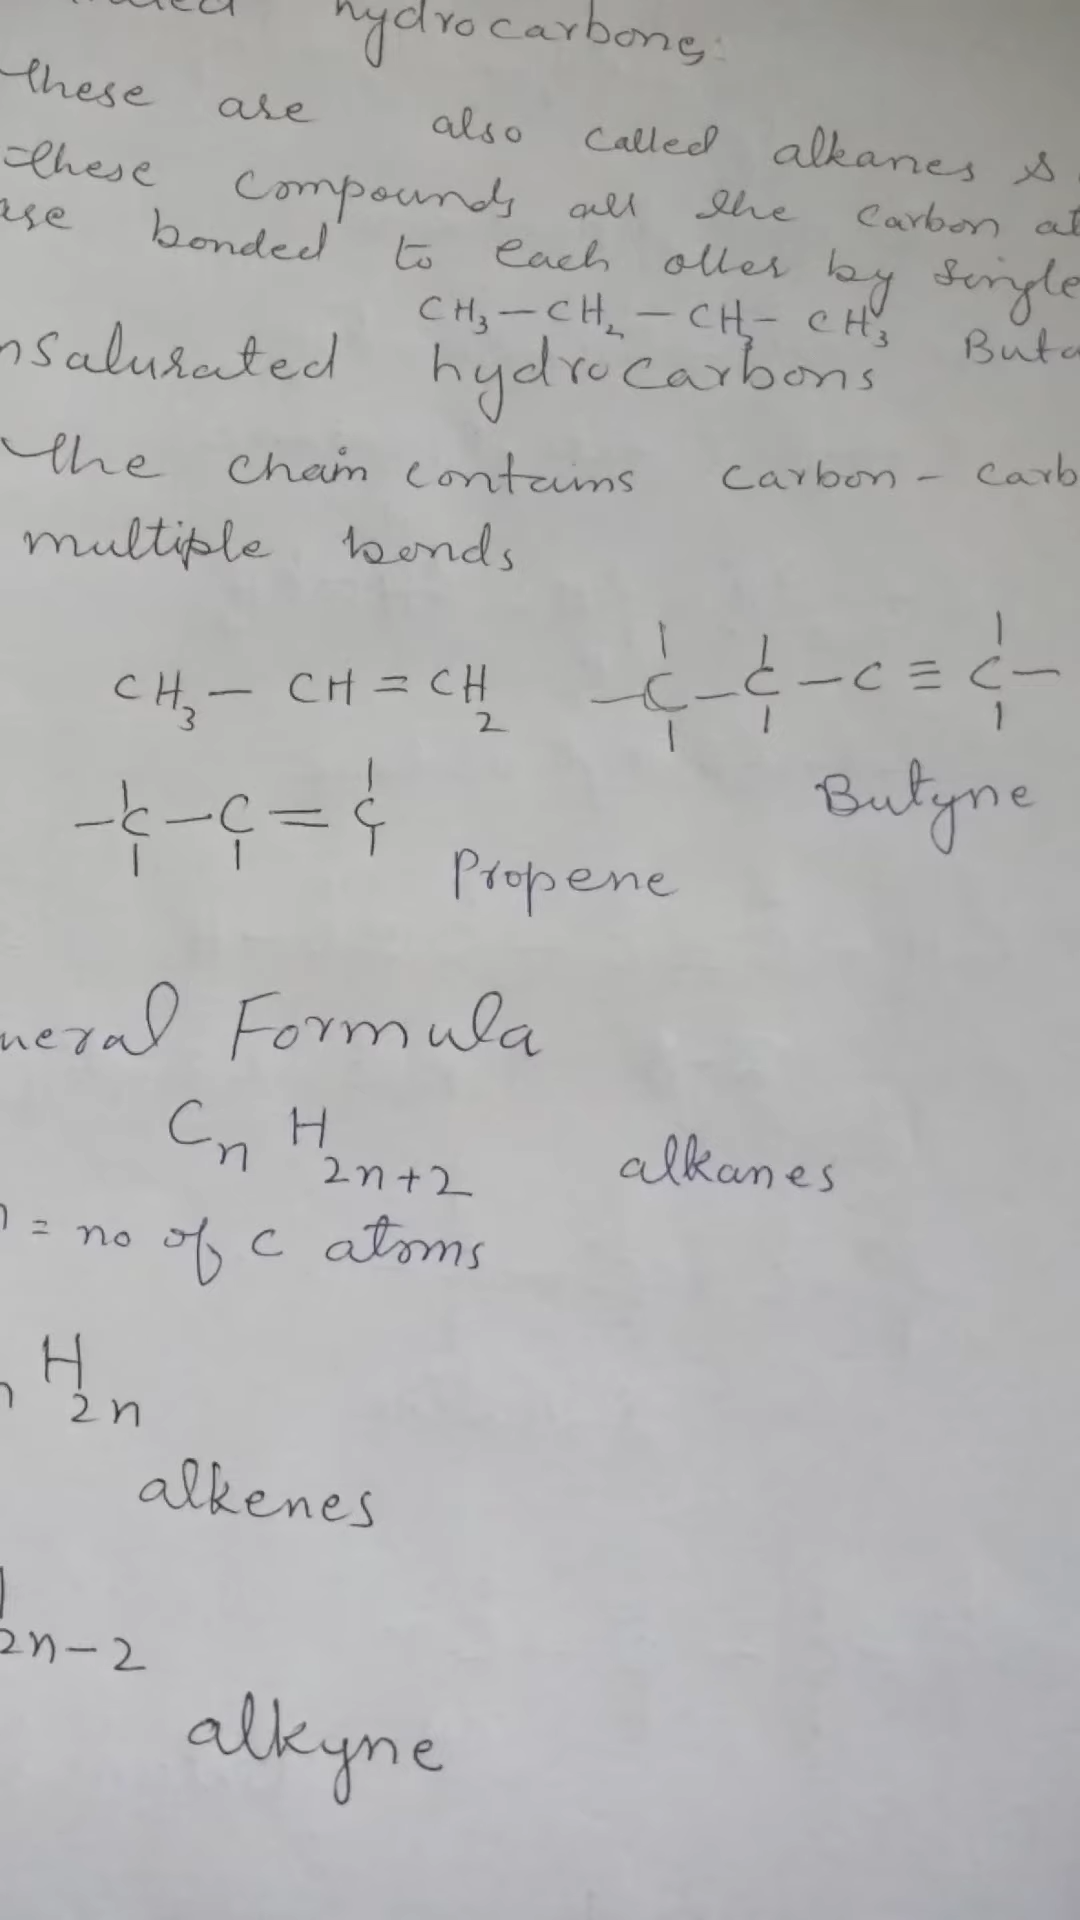 hydrocarbons:
These are also called alkanes &
These compounds all the carbon at
are bonded to each other by single
CH₃ — CH₂ — CH₂ — CH₃ Buta
nsaturated hydrocarbons
The chain contains carbon - carb
multiple bonds
CH₃ — CH = CH₂
— C — C — C ≡ C —
Butyne
— C — C = C
Propene
neral Formula
CₙH₂ₙ₊₂ alkanes
n = no of c atoms
H₂ₙ
alkenes
2n-2
alkyne